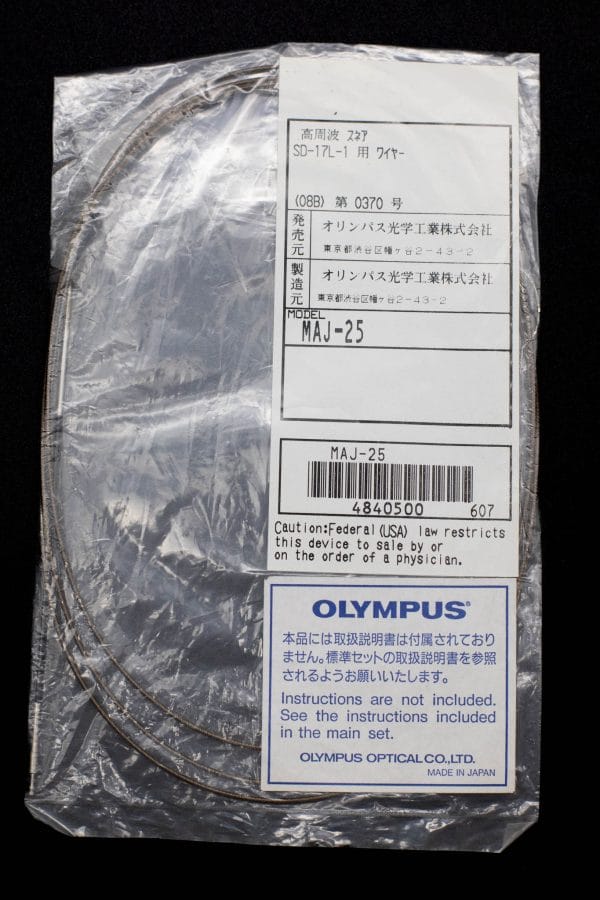 高周波 スネア
SD-17L-1 用 ワイヤー
(08B) 第 0370 号
発売元
オリンパス光学工業株式会社
東京都渋谷区幡ヶ谷2-43-2
製造元
オリンパス光学工業株式会社
東京都渋谷区幡ヶ谷2-43-2
MODEL
MAJ-25
MAJ-25
4840500 607
Caution:Federal(USA) law restricts
this device to sale by or
on the order of a physician.
OLYMPUS®
本品には取扱説明書は付属されており
ません。標準セットの取扱説明書を参照
されるようお願いいたします。
Instructions are not included.
See the instructions included
in the main set.
OLYMPUS OPTICAL CO.,LTD.
MADE IN JAPAN